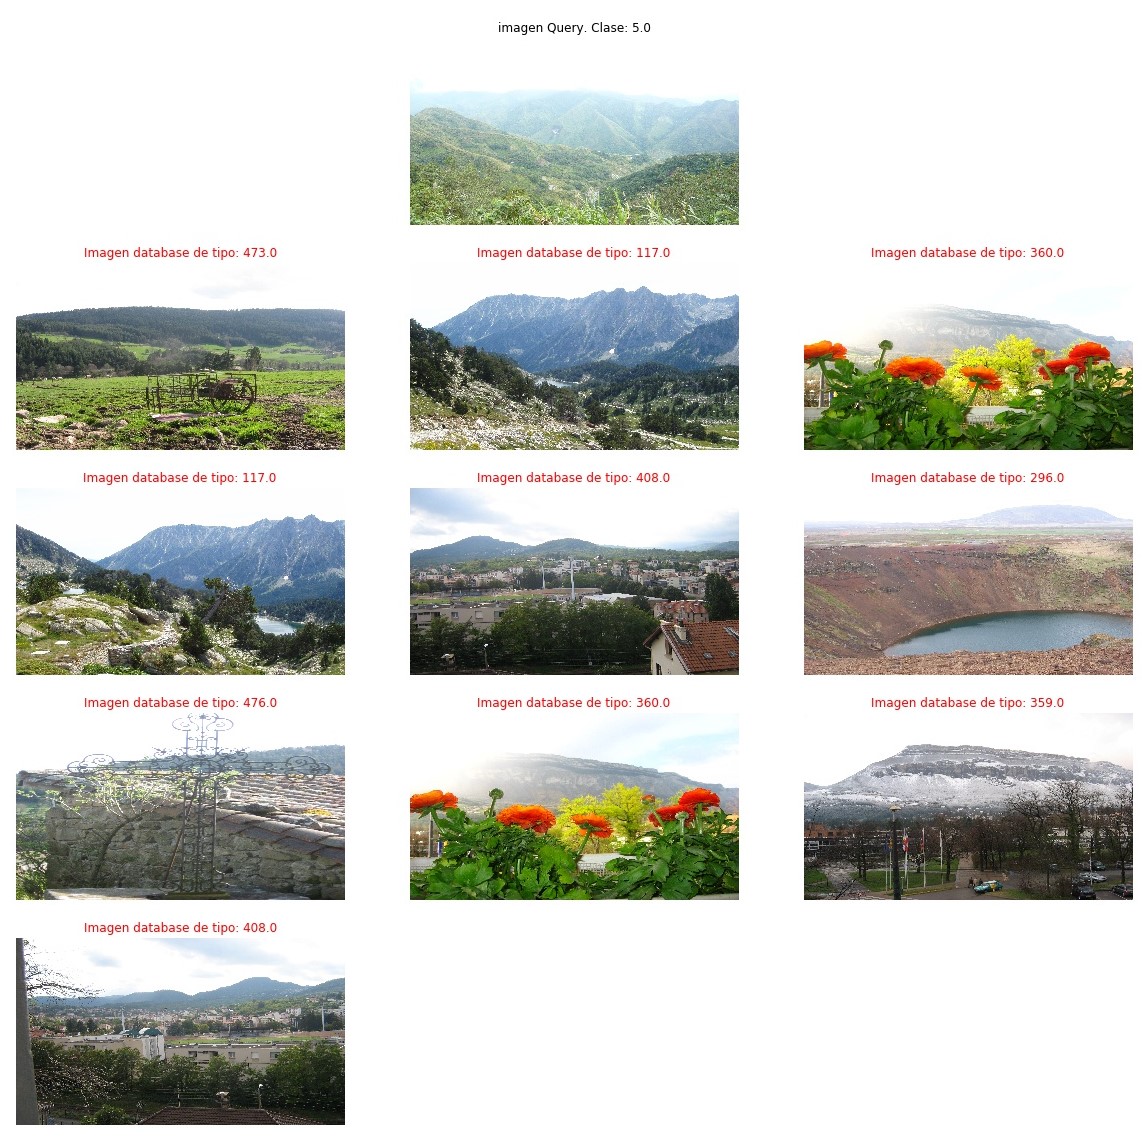 imagen Query. Clase: 5.0
Imagen database de tipo: 473.0
Imagen database de tipo: 117.0
Imagen database de tipo: 360.0
Imagen database de tipo: 117.0
Imagen database de tipo: 408.0
Imagen database de tipo: 296.0
Imagen database de tipo: 476.0
Imagen database de tipo: 360.0
Imagen database de tipo: 359.0
Imagen database de tipo: 408.0